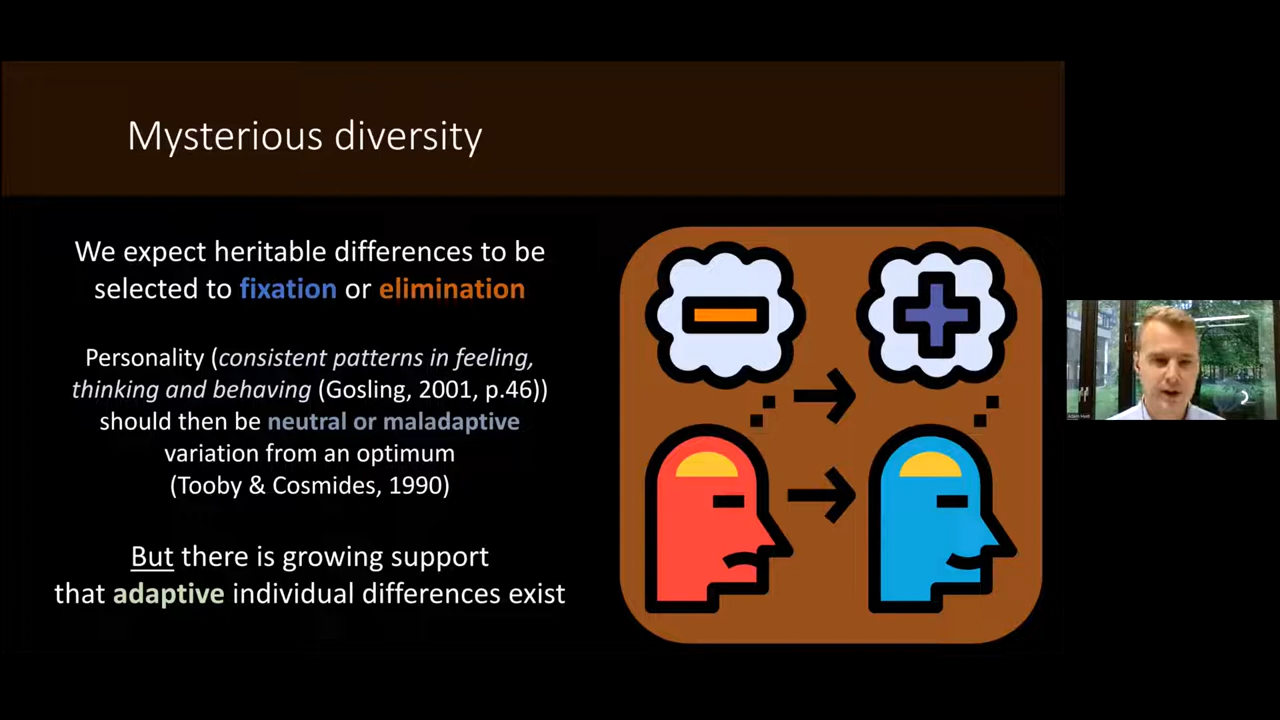 Mysterious diversity
We expect heritable differences to be
selected to fixation or elimination
Personality (consistent patterns in feeling,
thinking and behaving (Gosling, 2001, p.46))
should then be neutral or maladaptive
variation from an optimum
(Tooby & Cosmides, 1990)
But there is growing support
that adaptive individual differences exist